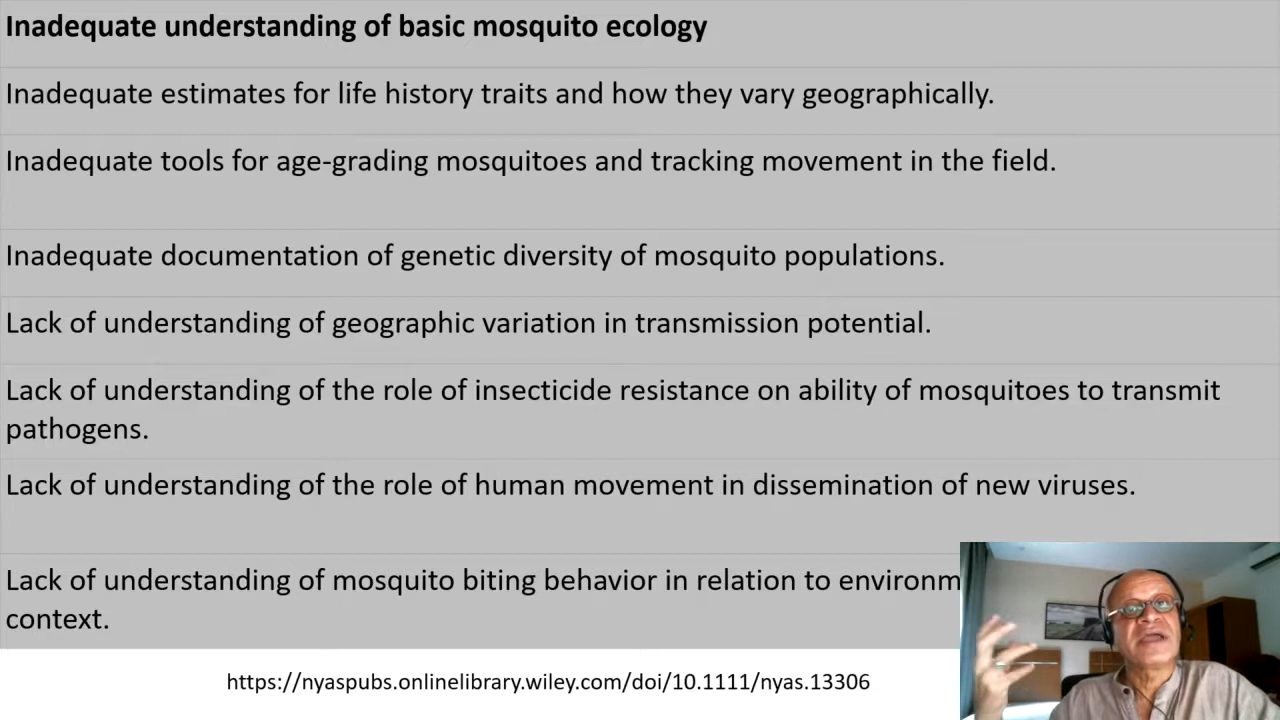 Inadequate understanding of basic mosquito ecology
Inadequate estimates for life history traits and how they vary geographically.
Inadequate tools for age-grading mosquitoes and tracking movement in the field.
Inadequate documentation of genetic diversity of mosquito populations.
Lack of understanding of geographic variation in transmission potential.
Lack of understanding of the role of insecticide resistance on ability of mosquitoes to transmit
pathogens.
Lack of understanding of the role of human movement in dissemination of new viruses.
Lack of understanding of mosquito biting behavior in relation to
context.
https://nyaspubs.onlinelibrary.wiley.com/doi/10.1111/nyas.13306